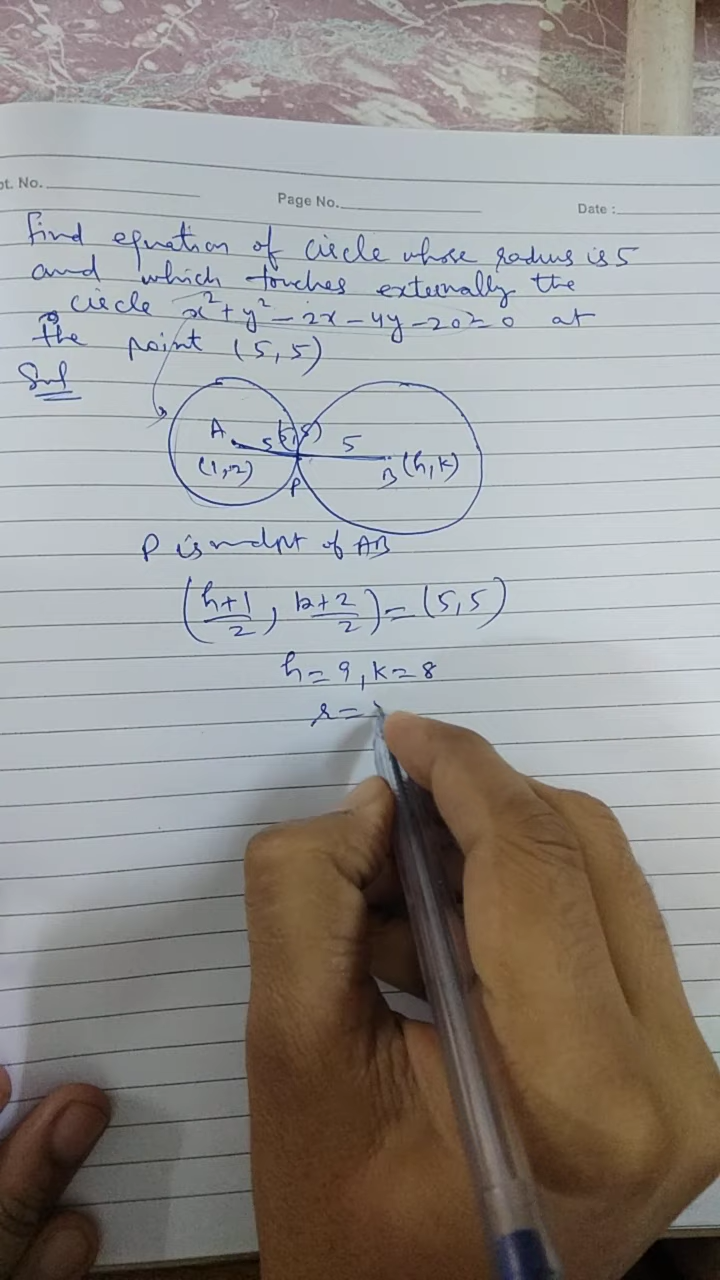 pt. No.
Page No.
Date :
find equation of circle whose radius is 5
and which touches externally the
circle x²+y²-2x-4y-20=0 at
the point (5,5)
Sol
A
5
(5,5)
5
(1,2)
P
B (h,k)
P is mdpt of AB
(h+1/2, k+2/2) = (5,5)
h=9, k=8
r=